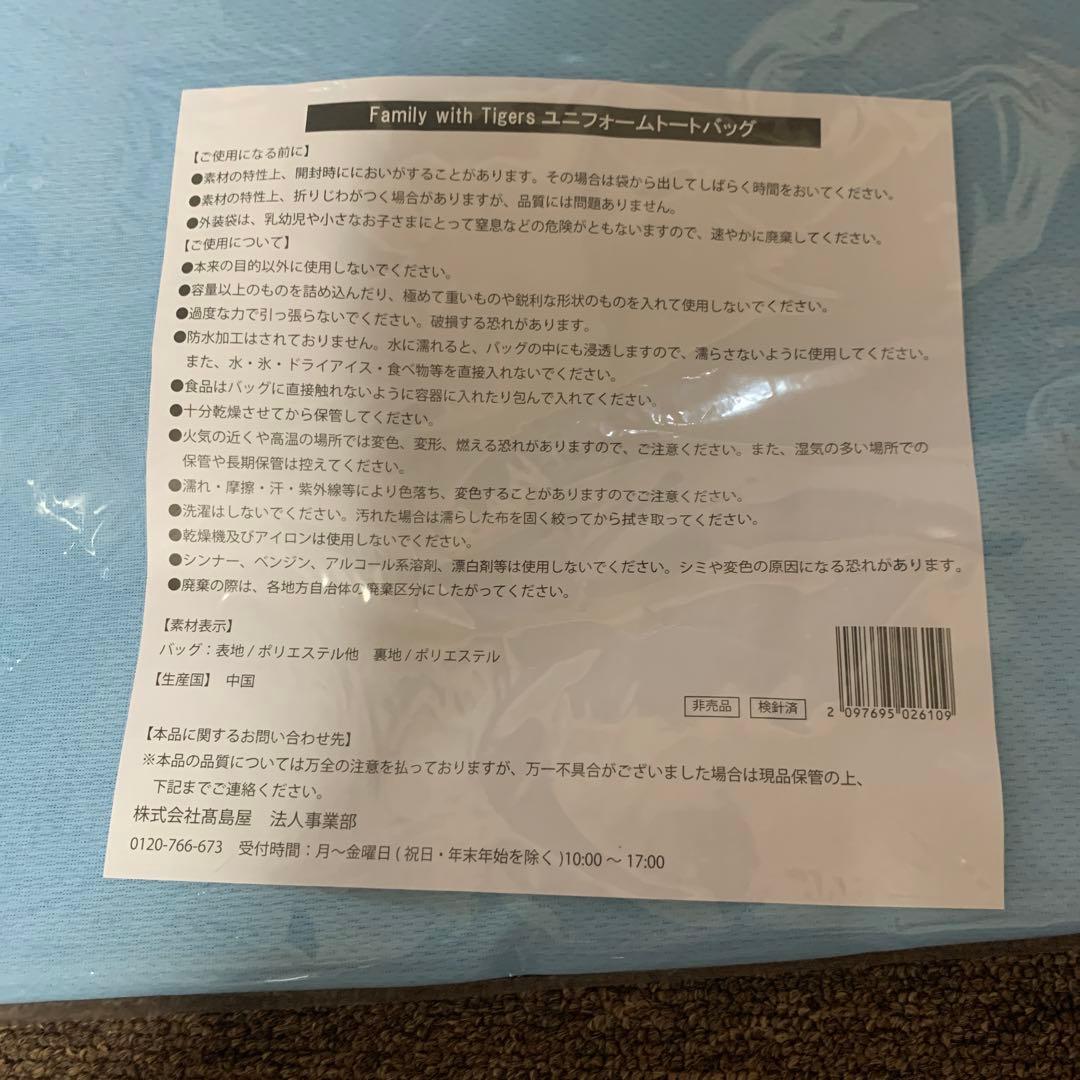 Family with Tigers ユニフォームトートバッグ
【ご使用になる前に】
●素材の特性上、開封時ににおいがすることがあります。その場合は袋から出してしばらく時間をおいてください。
●素材の特性上、折りじわがつく場合がありますが、品質には問題ありません。
●外装袋は、乳幼児や小さなお子さまにとって窒息などの危険がともないますので、速やかに廃棄してください。
【ご使用について】
●本来の目的以外に使用しないでください。
●容量以上のものを詰め込んだり、極めて重いものや鋭利な形状のものを入れて使用しないでください。
●過度な力で引っ張らないでください。破損する恐れがあります。
●防水加工はされておりません。水に濡れると、バッグの中にも浸透しますので、濡らさないように使用してください。
また、水・氷・ドライアイス・食べ物等を直接入れないでください。
●食品はバッグに直接触れないように容器に入れたり包んで入れてください。
●十分乾燥させてから保管してください。
●火気の近くや高温の場所では変色、変形、燃える恐れがありますので、ご注意ください。また、湿気の多い場所での
保管や長期保管は控えてください。
●濡れ・摩擦・汗・紫外線等により色落ち、変色することがありますのでご注意ください。
●洗濯はしないでください。汚れた場合は濡らした布を固く絞ってから拭き取ってください。
●乾燥機及びアイロンは使用しないでください。
●シンナー、ベンジン、アルコール系溶剤、漂白剤等は使用しないでください。シミや変色の原因になる恐れがあります。
●廃棄の際は、各地方自治体の廃棄区分にしたがってください。
【素材表示】
バッグ：表地/ポリエステル他 裏地/ポリエステル
【生産国】 中国
非売品 検針済
2 097695 026109
【本品に関するお問い合わせ先】
※本品の品質については万全の注意を払っておりますが、万一不具合がございました場合は現品保管の上、
下記までご連絡ください。
株式会社髙島屋 法人事業部
0120-766-673 受付時間：月～金曜日(祝日・年末年始を除く)10:00～17:00